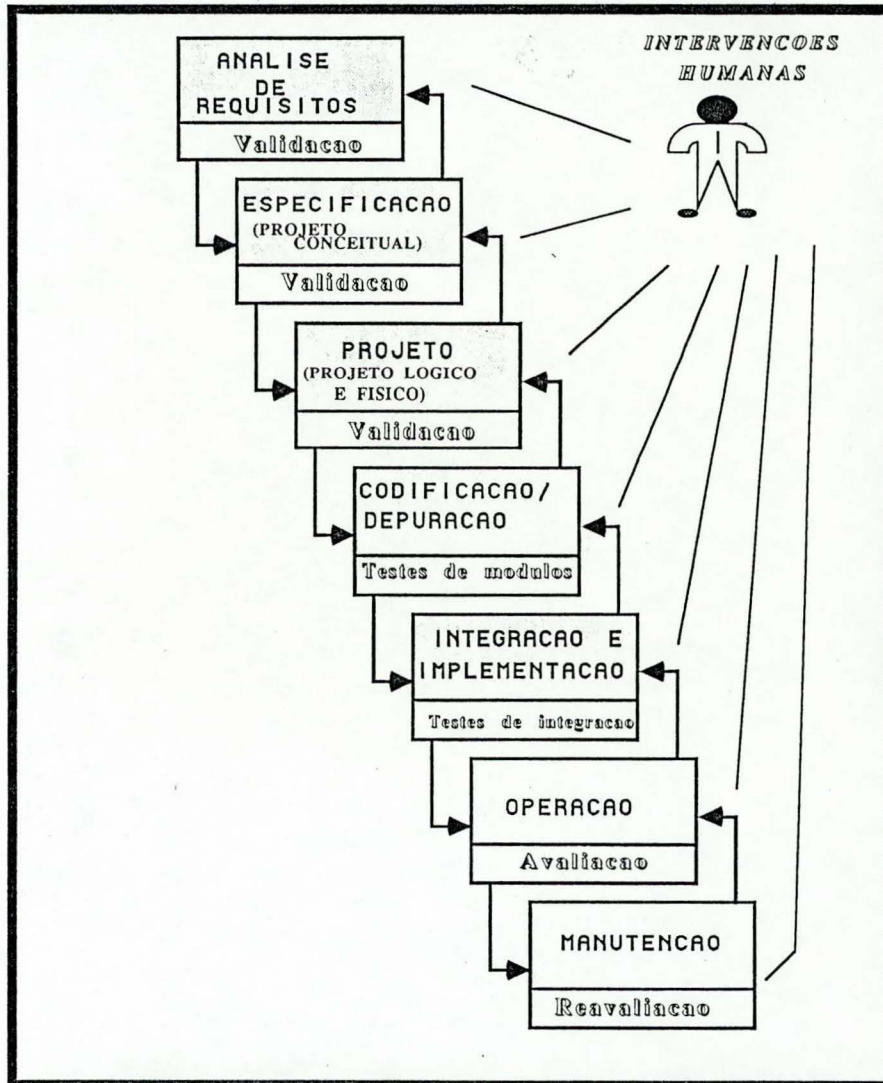 INTERVENCOES
HUMANAS
ANALISE
DE
REQUISITOS
Validacao
ESPECIFICACAO
(PROJETO
CONCEITUAL)
Validacao
PROJETO
(PROJETO LOGICO
E FISICO)
Validacao
CODIFICACAO/
DEPURACAO
Testes de modulos
INTEGRACAO E
IMPLEMENTACAO
Testes de integracao
OPERACAO
Avaliacao
MANUTENCAO
Reavaliacao